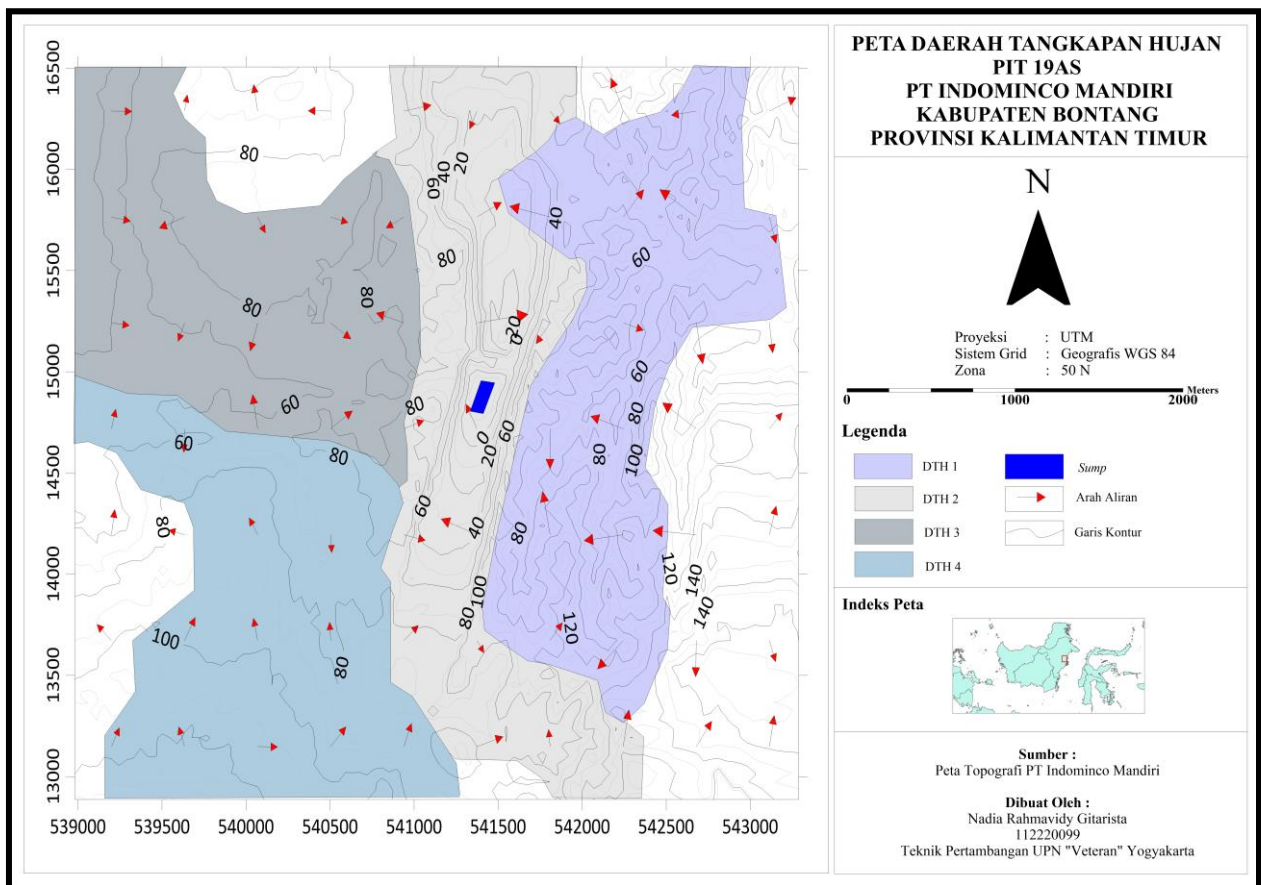 PETA DAERAH TANGKAPAN HUJAN
PIT 19AS
PT INDOMINCO MANDIRI
KABUPATEN BONTANG
PROVINSI KALIMANTAN TIMUR
N
Proyeksi : UTM
Sistem Grid : Geografis WGS 84
Zona : 50 N
Meters
0 1000 2000
Legenda
DTH 1 Sump
DTH 2 Arah Aliran
DTH 3 Garis Kontur
DTH 4
Indeks Peta
Sumber :
Peta Topografi PT Indominco Mandiri
Dibuat Oleh :
Nadia Rahmavidy Gitarista
112220099
Teknik Pertambangan UPN "Veteran" Yogyakarta
16500
16000
15500
15000
14500
14000
13500
13000
539000 539500 540000 540500 541000 541500 542000 542500 543000
80
20
40
60
40
80
60
80
80
20
0
60
80
60
80
60
80
0
60
20
80
100
60
80
80
60
40
80
120
140
100
80
140
120
100
80